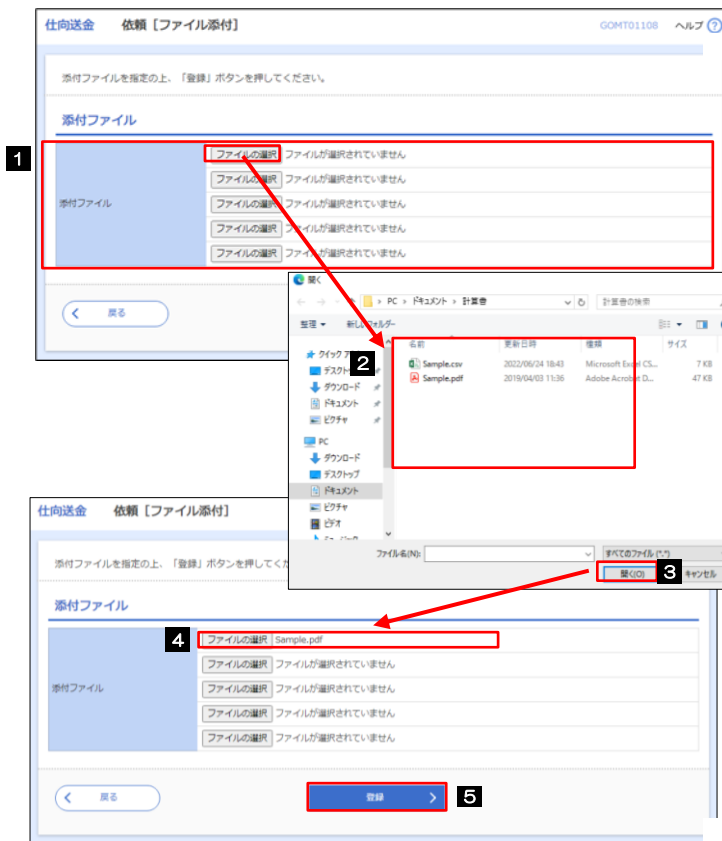 仕向送金 依頼［ファイル添付］ GOMT01108 ヘルプ ?
添付ファイルを指定の上、「登録」ボタンを押してください。
添付ファイル
1
添付ファイル
ファイルの選択 ファイルが選択されていません
ファイルの選択 ファイルが選択されていません
ファイルの選択 ファイルが選択されていません
ファイルの選択 ファイルが選択されていません
ファイルの選択 ファイルが選択されていません
戻る
開く
PC › ドキュメント › 計算書
計算書の検索
整理 新しいフォルダー
2
名前 更新日時 種類 サイズ
Sample.csv 2022/06/24 18:43 Microsoft Excel CS... 7 KB
Sample.pdf 2019/04/03 11:36 Adobe Acrobat D... 47 KB
クイック
デスクト
ダウンロード
ドキュメント
ピクチャ
PC
ダウンロード
デスクトップ
ドキュメント
ピクチャ
ビデオ
ファイル名(N): すべてのファイル (*.*)
開く(O) 3 キャンセル
仕向送金 依頼［ファイル添付］
添付ファイルを指定の上、「登録」ボタンを押してくだ
添付ファイル
4
添付ファイル
ファイルの選択 Sample.pdf
ファイルの選択 ファイルが選択されていません
ファイルの選択 ファイルが選択されていません
ファイルの選択 ファイルが選択されていません
ファイルの選択 ファイルが選択されていません
戻る
登録 5